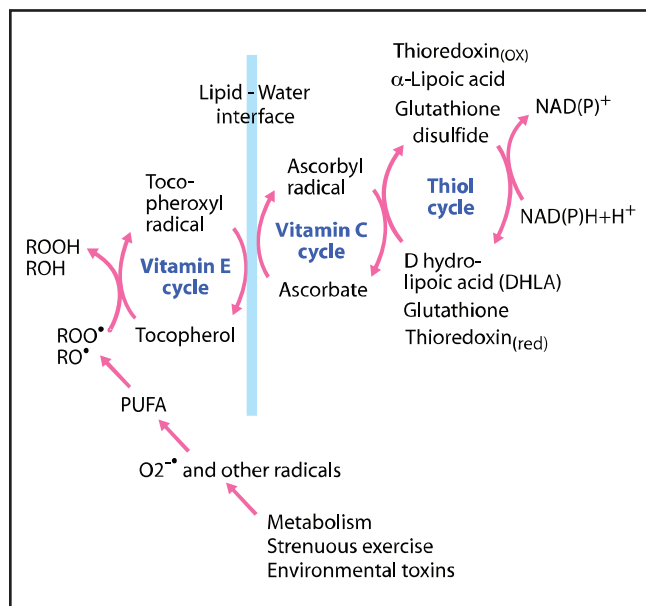 Thioredoxin(OX)
α-Lipoic acid
Glutathione
disulfide
NAD(P)+
Lipid - Water
interface
Ascorbyl
radical
Thiol
cycle
Toco-
pheroxyl
radical
NAD(P)H+H+
Vitamin C
cycle
ROOH
ROH
Vitamin E
cycle
D hydro-
lipoic acid (DHLA)
Glutathione
Thioredoxin(red)
Ascorbate
ROO•
RO•
Tocopherol
PUFA
O2−• and other radicals
Metabolism
Strenuous exercise
Environmental toxins